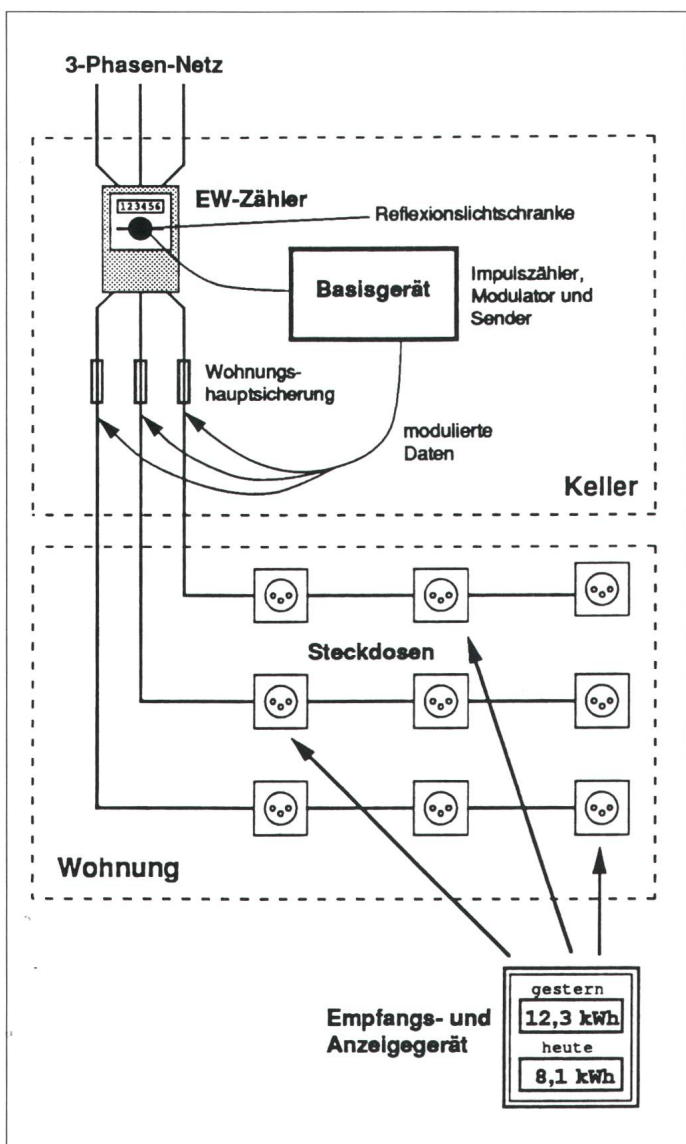 3-Phasen-Netz
123456
EW-Zähler
Reflexionslichtschranke
Basisgerät
Impulszähler,
Modulator und
Sender
Wohnungs-
hauptsicherung
modulierte
Daten
Keller
Steckdosen
Wohnung
Empfangs- und
Anzeigegerät
gestern
12,3 kWh
heute
8,1 kWh